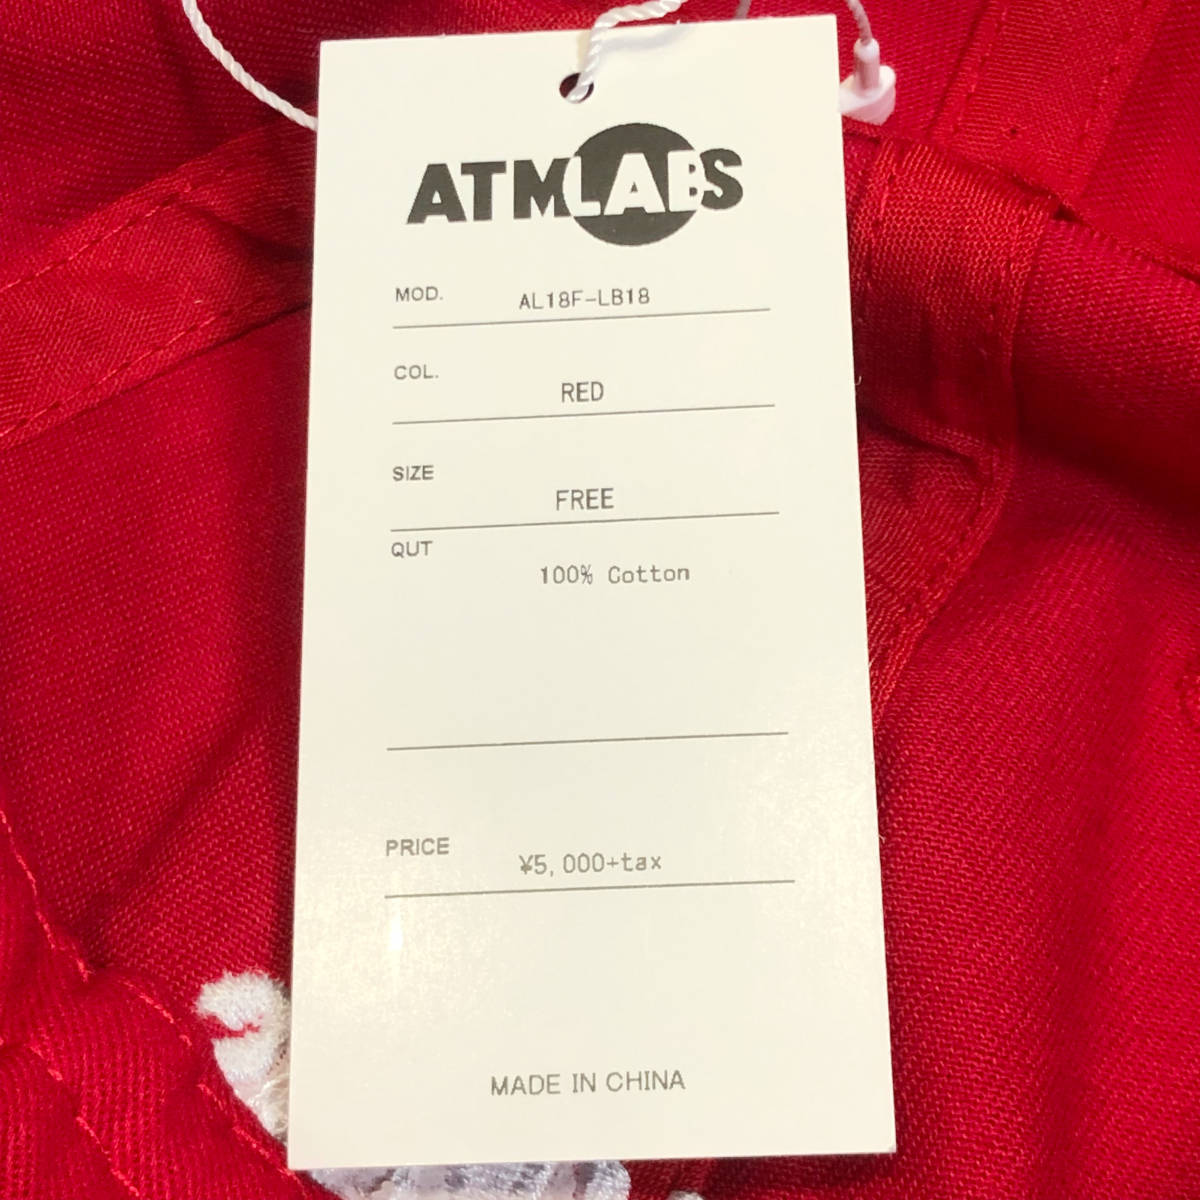 ATMLABS
MOD. AL18F-LB18
COL. RED
SIZE FREE
QUT 100% Cotton
PRICE ¥5,000+tax
MADE IN CHINA